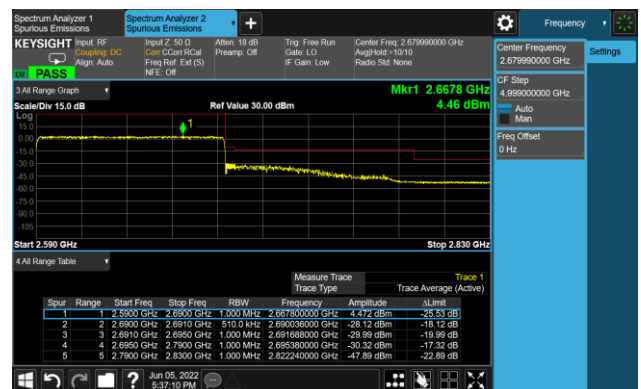 Spectrum Analyzer 1
Spurious Emissions
Spectrum Analyzer 2
Spurious Emissions
Frequency
KEYSIGHT
Input: RF
Coupling: DC
Align: Auto
Input Z: 50 Ω
Corr CCorr RCal
Freq Ref: Ext (S)
NFE: Off
Atten: 18 dB
Preamp: Off
Trig: Free Run
Gate: LO
IF Gain: Low
Center Freq: 2.679990000 GHz
Avg|Hold:>10/10
Radio Std: None
PASS
Center Frequency
2.679990000 GHz
Settings
CF Step
4.999000000 GHz
Auto
Man
Freq Offset
0 Hz
3 All Range Graph
Mkr1 2.6678 GHz
Scale/Div 15.0 dB
Ref Value 30.00 dBm
4.46 dBm
Log
15.0
0.00
-15.0
-30.0
-45.0
-60.0
-75.0
-90.0
-105
1
Start 2.590 GHz
Stop 2.830 GHz
4 All Range Table
Measure Trace Trace 1
Trace Type Trace Average (Active)
Spur Range Start Freq Stop Freq RBW Frequency Amplitude ΔLimit
1 1 2.5900 GHz 2.6900 GHz 1.000 MHz 2.667800000 GHz 4.472 dBm -25.53 dB
2 2 2.6900 GHz 2.6910 GHz 510.0 kHz 2.690036000 GHz -28.12 dBm -18.12 dB
3 3 2.6910 GHz 2.6950 GHz 1.000 MHz 2.691688000 GHz -29.99 dBm -19.99 dB
4 4 2.6950 GHz 2.7900 GHz 1.000 MHz 2.695380000 GHz -30.32 dBm -17.32 dB
5 5 2.7900 GHz 2.8300 GHz 1.000 MHz 2.822240000 GHz -47.89 dBm -22.89 dB
Jun 05, 2022
5:37:10 PM